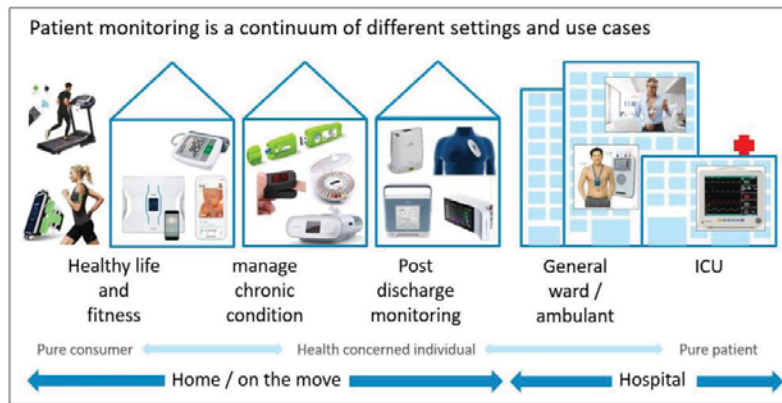 Patient monitoring is a continuum of different settings and use cases
Healthy life
and
fitness
manage
chronic
condition
Post
discharge
monitoring
General
ward /
ambulant
ICU
Pure consumer
Health concerned individual
Pure patient
Home / on the move
Hospital